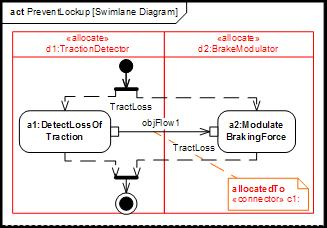 act PreventLockup [Swimlane Diagram]
«allocate»
d1:TractionDetector
«allocate»
d2:BrakeModulator
TractLoss
objFlow1
a1:DetectLossOf
Traction
a2:Modulate
BrakingForce
TractLoss
allocatedTo
«connector» c1: